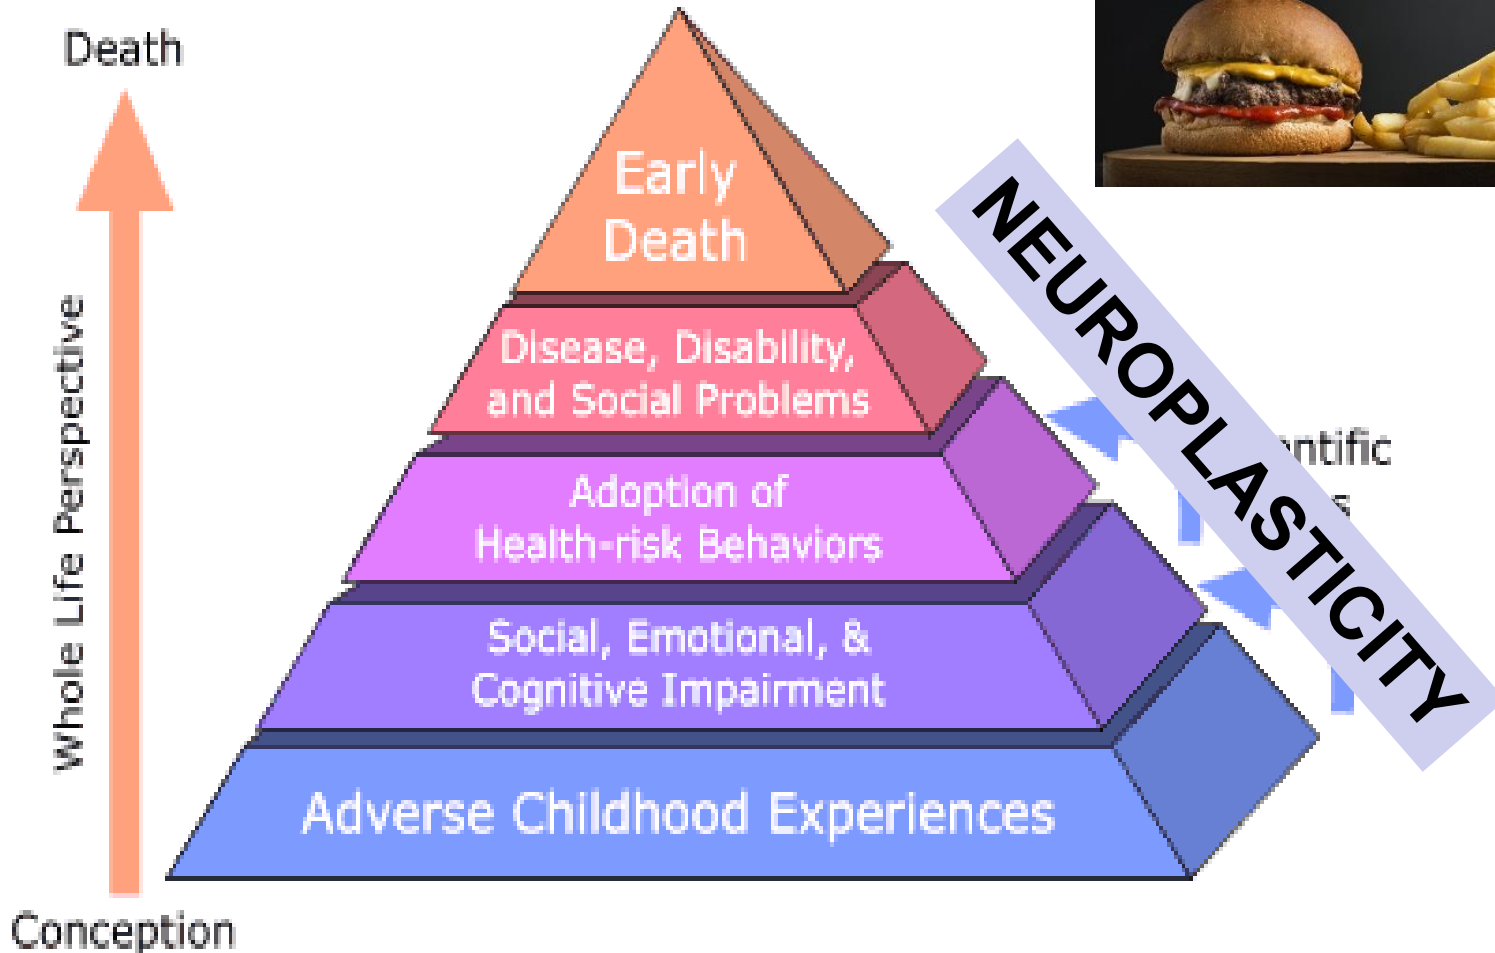 Death
Early
Death
Disease, Disability,
and Social Problems
Adoption of
Health-risk Behaviors
Social, Emotional, &
Cognitive Impairment
Adverse Childhood Experiences
Whole Life Perspective
Conception
NEUROPLASTICITY